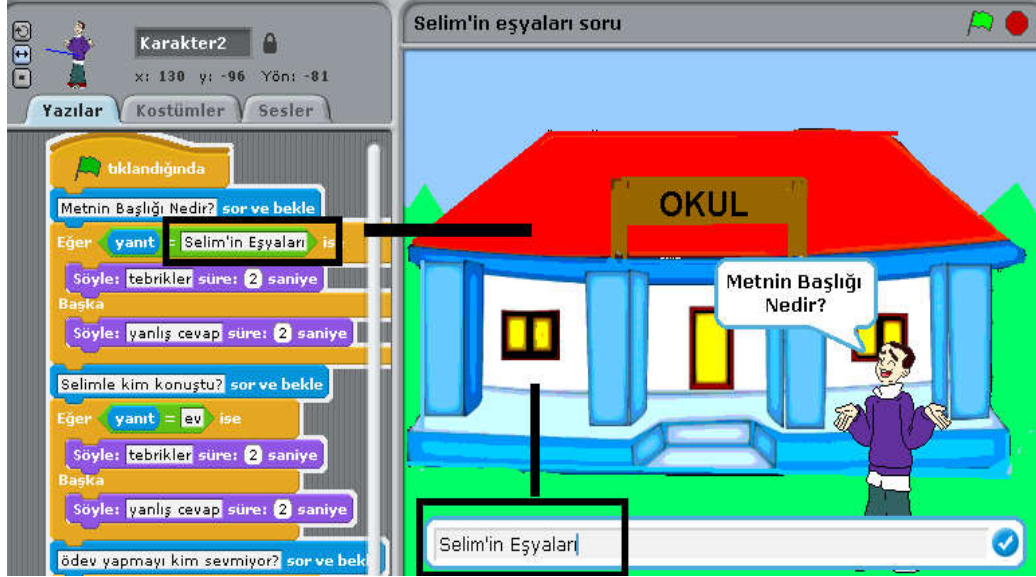 Karakter2
x: 130 y: -96 Yön: -81
Yazılar Kostümler Sesler
tıklandığında
Metnin Başlığı Nedir? sor ve bekle
Eğer yanıt = Selim'in Eşyaları ise
Söyle: tebrikler süre: 2 saniye
Başka
Söyle: yanlış cevap süre: 2 saniye
Selimle kim konuştu? sor ve bekle
Eğer yanıt = ev ise
Söyle: tebrikler süre: 2 saniye
Başka
Söyle: yanlış cevap süre: 2 saniye
ödev yapmayı kim sevmiyor? sor ve bekl
Selim'in eşyaları soru
OKUL
Metnin Başlığı
Nedir?
Selim'in Eşyaları